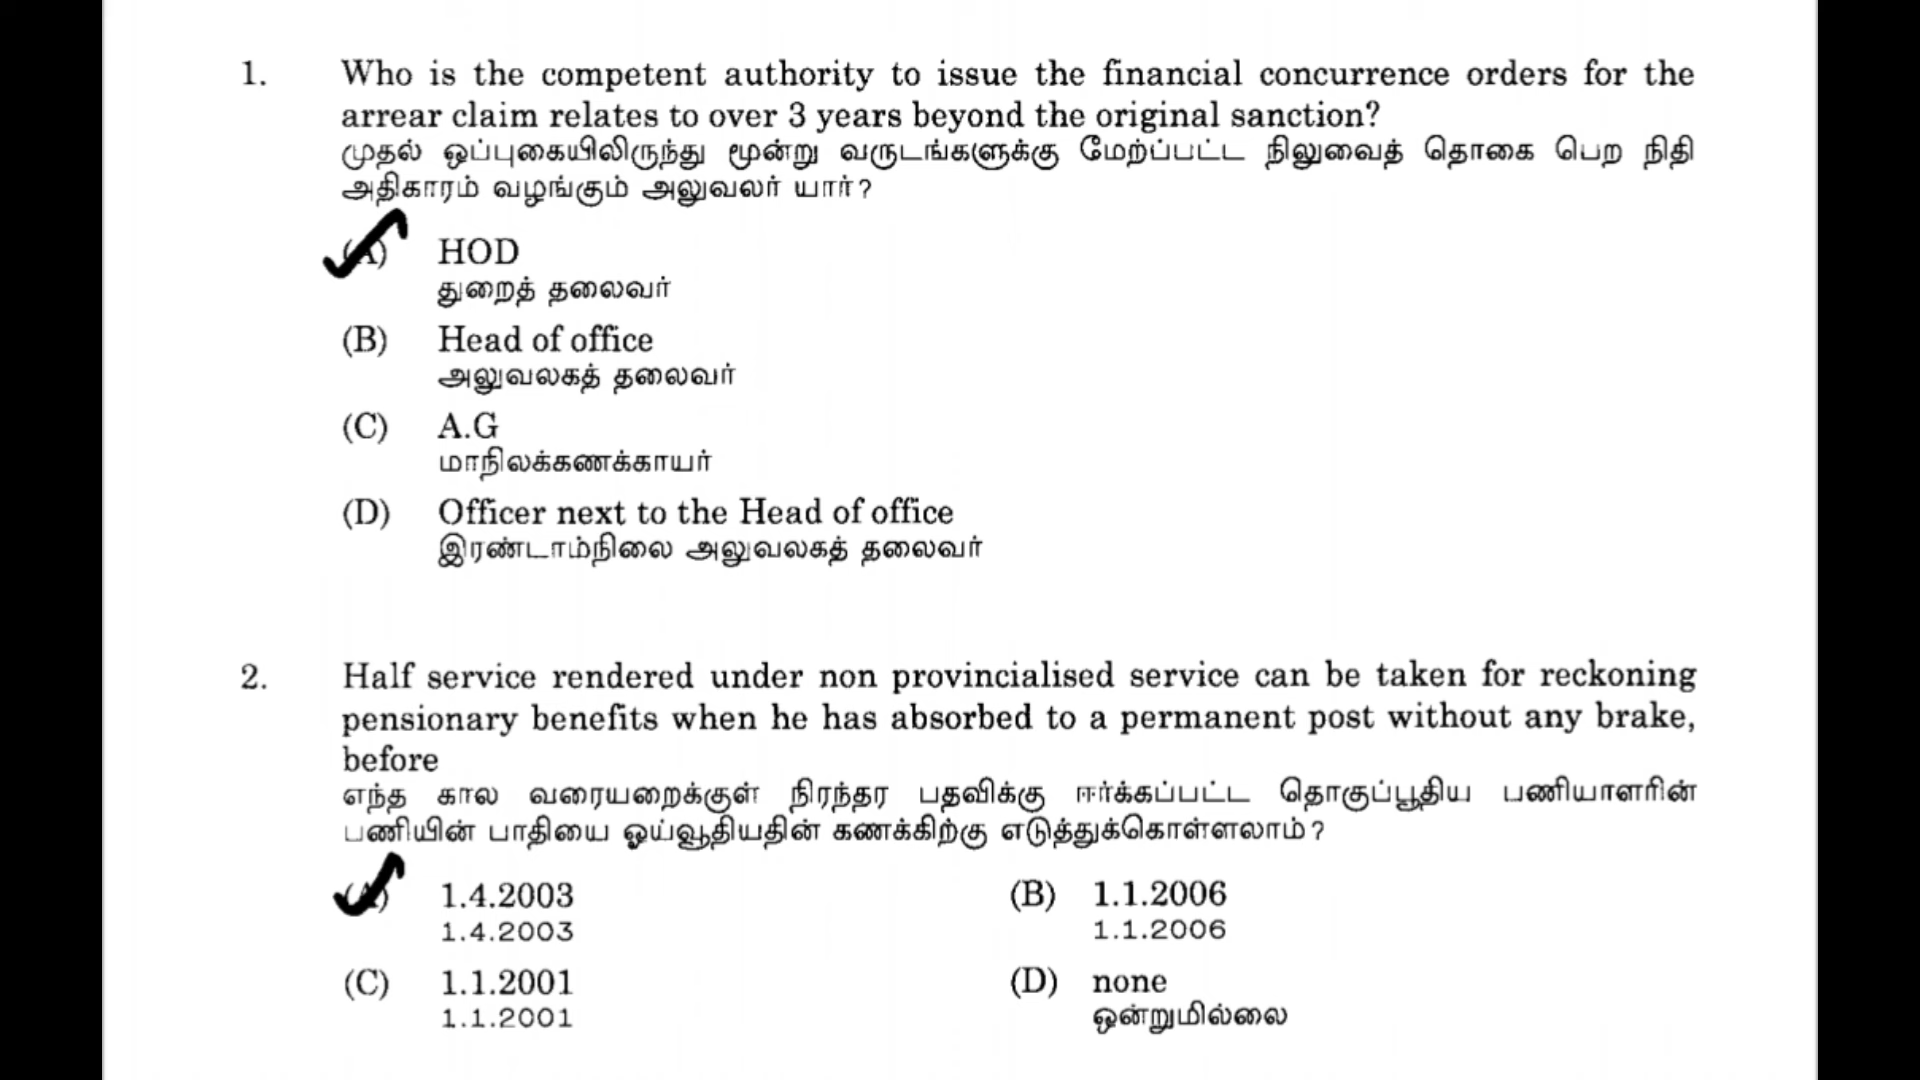 1. Who is the competent authority to issue the financial concurrence orders for the
arrear claim relates to over 3 years beyond the original sanction?
முதல் ஒப்புகையிலிருந்து மூன்று வருடங்களுக்கு மேற்ப்பட்ட நிலுவைத் தொகை பெற நிதி
அதிகாரம் வழங்கும் அலுவலர் யார்?
(A) HOD
துறைத் தலைவர்
(B) Head of office
அலுவலகத் தலைவர்
(C) A.G
மாநிலக்கணக்காயர்
(D) Officer next to the Head of office
இரண்டாம்நிலை அலுவலகத் தலைவர்
2. Half service rendered under non provincialised service can be taken for reckoning
pensionary benefits when he has absorbed to a permanent post without any brake,
before
எந்த கால வரையறைக்குள் நிரந்தர பதவிக்கு ஈர்க்கப்பட்ட தொகுப்பூதிய பணியாளரின்
பணியின் பாதியை ஓய்வூதியதின் கணக்கிற்கு எடுத்துக்கொள்ளலாம்?
(A) 1.4.2003 (B) 1.1.2006
1.4.2003 1.1.2006
(C) 1.1.2001 (D) none
1.1.2001 ஒன்றுமில்லை